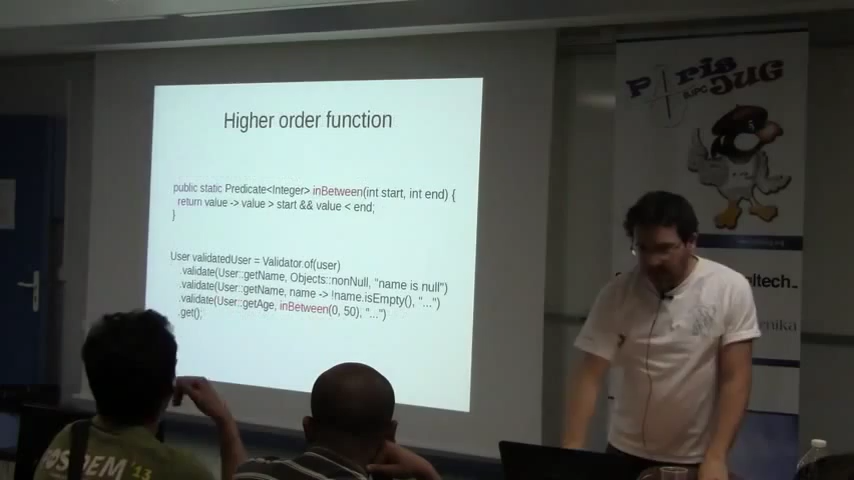 Higher order function
public static Predicate<Integer> inBetween(int start, int end) {
return value -> value > start && value < end;
}
User validatedUser = Validator.of(user)
.validate(User::getName, Objects::nonNull, "name is null")
.validate(User::getName, name -> !name.isEmpty(), "...")
.validate(User::getAge, inBetween(0, 50), "...")
.get();
Paris
JUG
OSDEM'13